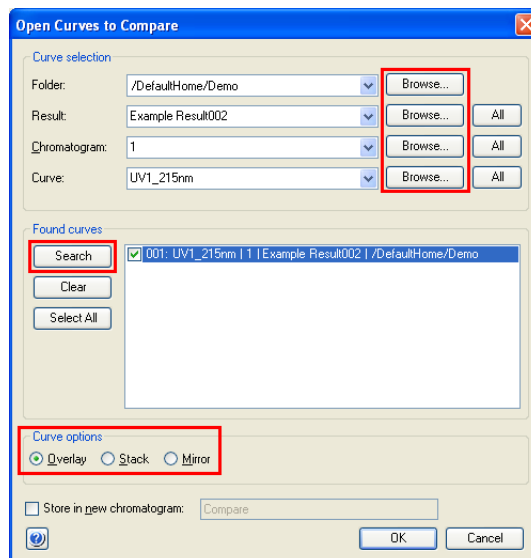 Open Curves to Compare
Curve selection
Folder: /DefaultHome/Demo Browse...
Result: Example Result002 Browse... All
Chromatogram: 1 Browse... All
Curve: UV1_215nm Browse... All
Found curves
Search 001: UV1_215nm | 1 | Example Result002 | /DefaultHome/Demo
Clear
Select All
Curve options
Overlay Stack Mirror
Store in new chromatogram: Compare
? OK Cancel